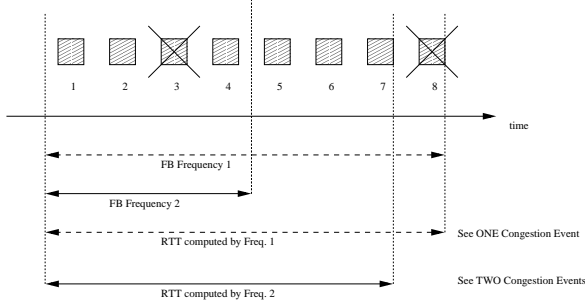 1 2 3 4 5 6 7 8
time
FB Frequency 1
FB Frequency 2
See ONE Congestion Event
RTT computed by Freq. 1
See TWO Congestion Events
RTT computed by Freq. 2